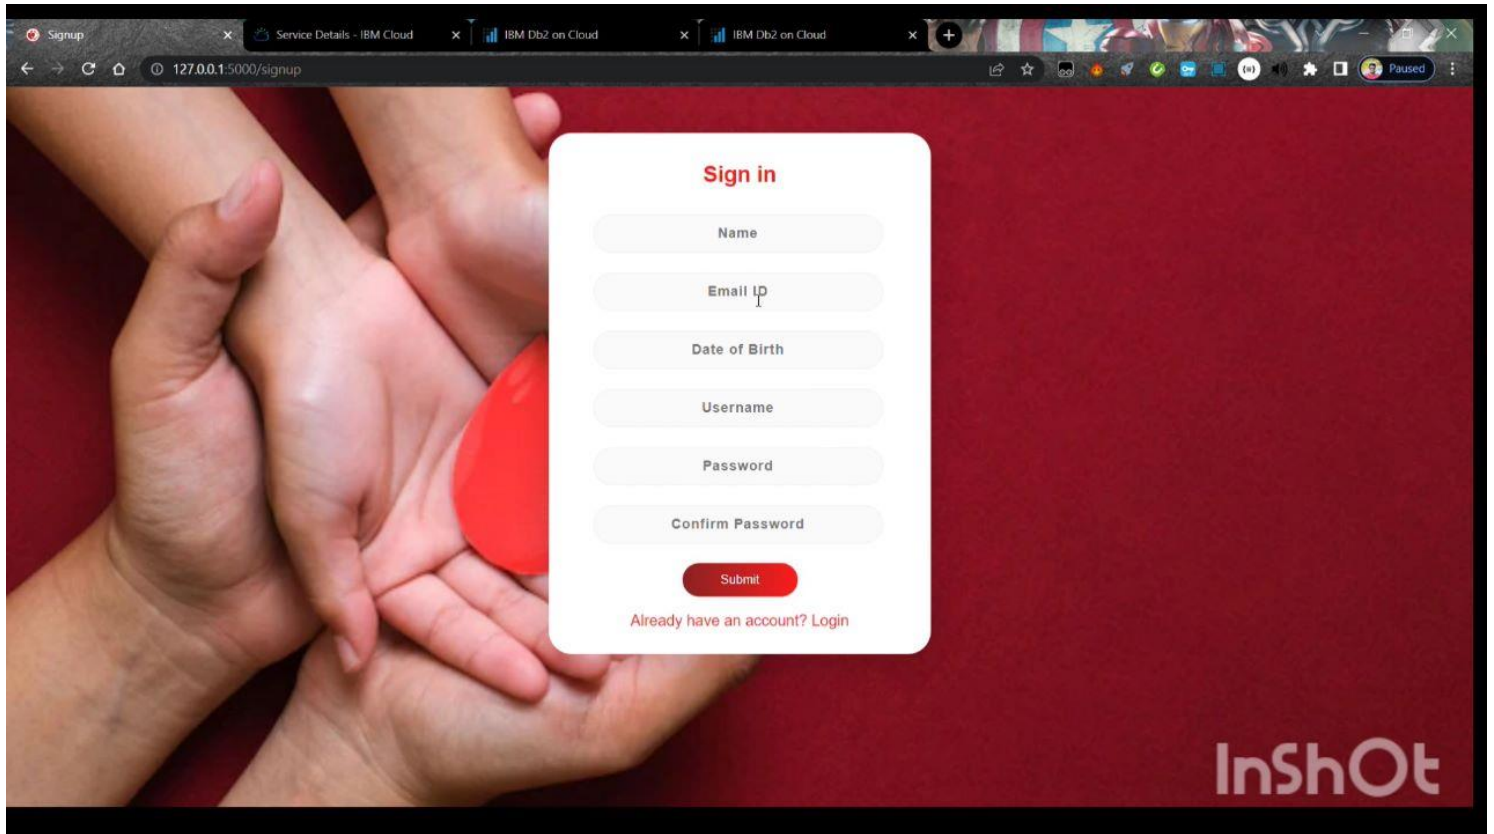 Signup
Service Details - IBM Cloud
IBM Db2 on Cloud
IBM Db2 on Cloud
127.0.0.1:5000/signup
Paused
Sign in
Name
Email ID
Date of Birth
Username
Password
Confirm Password
Submit
Already have an account? Login
InShOt